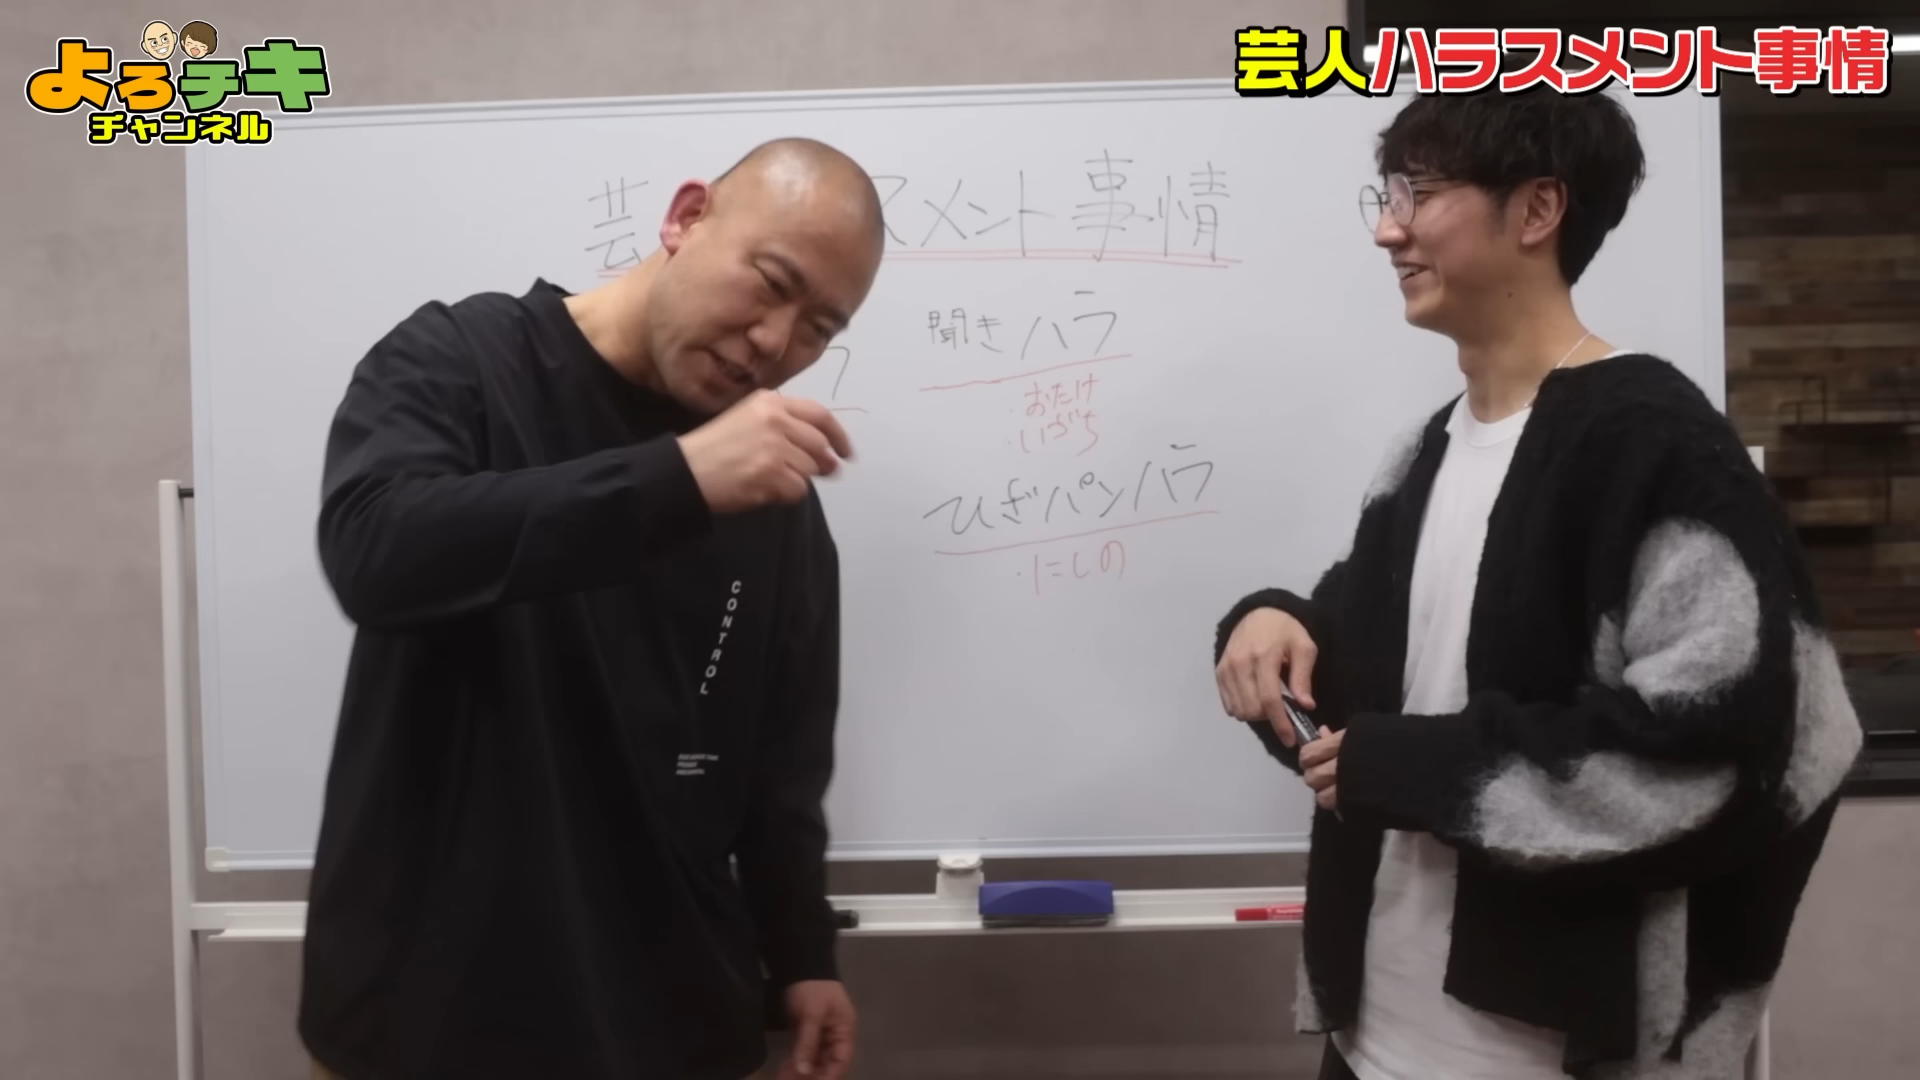 よろチキ
チャンネル
芸人ハラスメント事情
芸 スメント事情
聞きハラ
・おたけ
・いがち
ひざパンハラ
・にしの
CONTROL